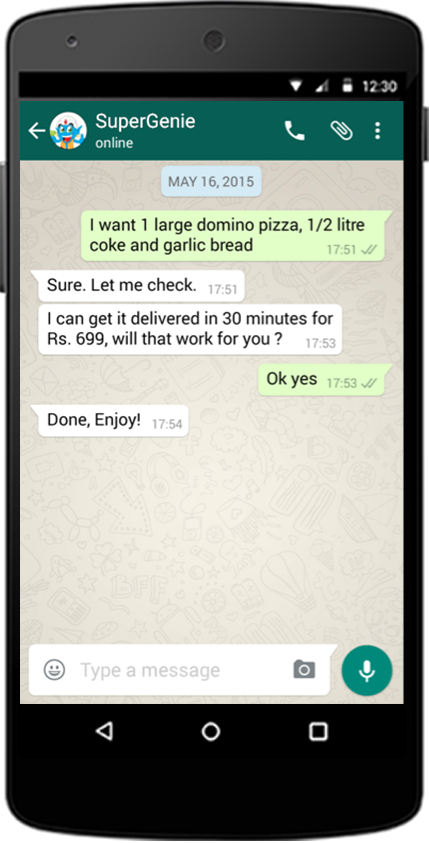 12:30
SuperGenie
online
MAY 16, 2015
I want 1 large domino pizza, 1/2 litre
coke and garlic bread
17:51
Sure. Let me check. 17:51
I can get it delivered in 30 minutes for
Rs. 699, will that work for you ?
17:53
Ok yes 17:53
Done, Enjoy! 17:54
BFF
Type a message